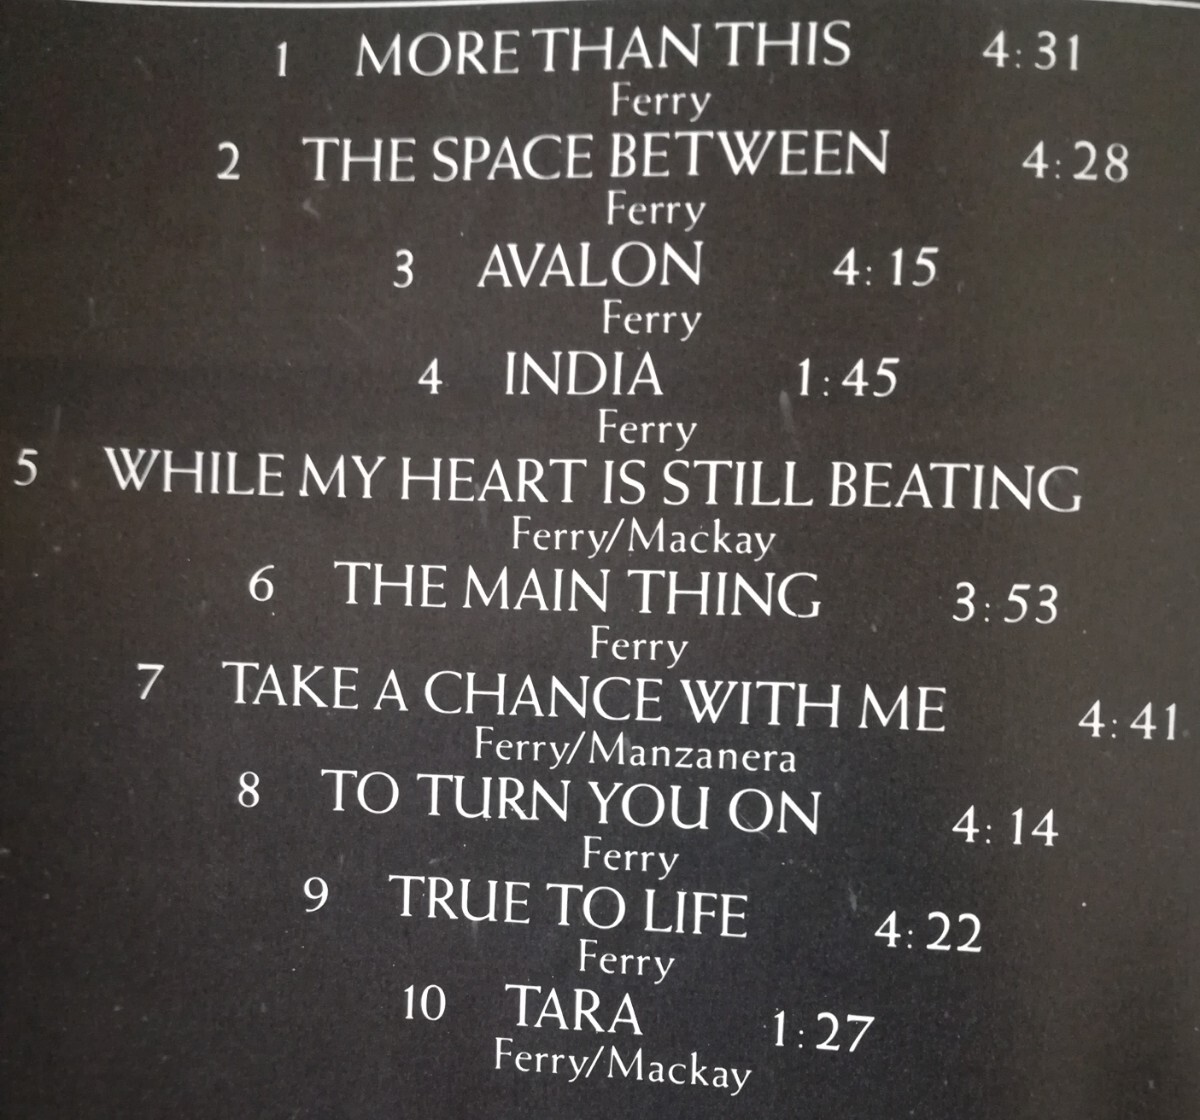 1 MORE THAN THIS 4:31
Ferry
2 THE SPACE BETWEEN 4:28
Ferry
3 AVALON 4:15
Ferry
4 INDIA 1:45
Ferry
5 WHILE MY HEART IS STILL BEATING
Ferry/Mackay
6 THE MAIN THING 3:53
Ferry
7 TAKE A CHANCE WITH ME 4:41
Ferry/Manzanera
8 TO TURN YOU ON 4:14
Ferry
9 TRUE TO LIFE 4:22
Ferry
10 TARA 1:27
Ferry/Mackay